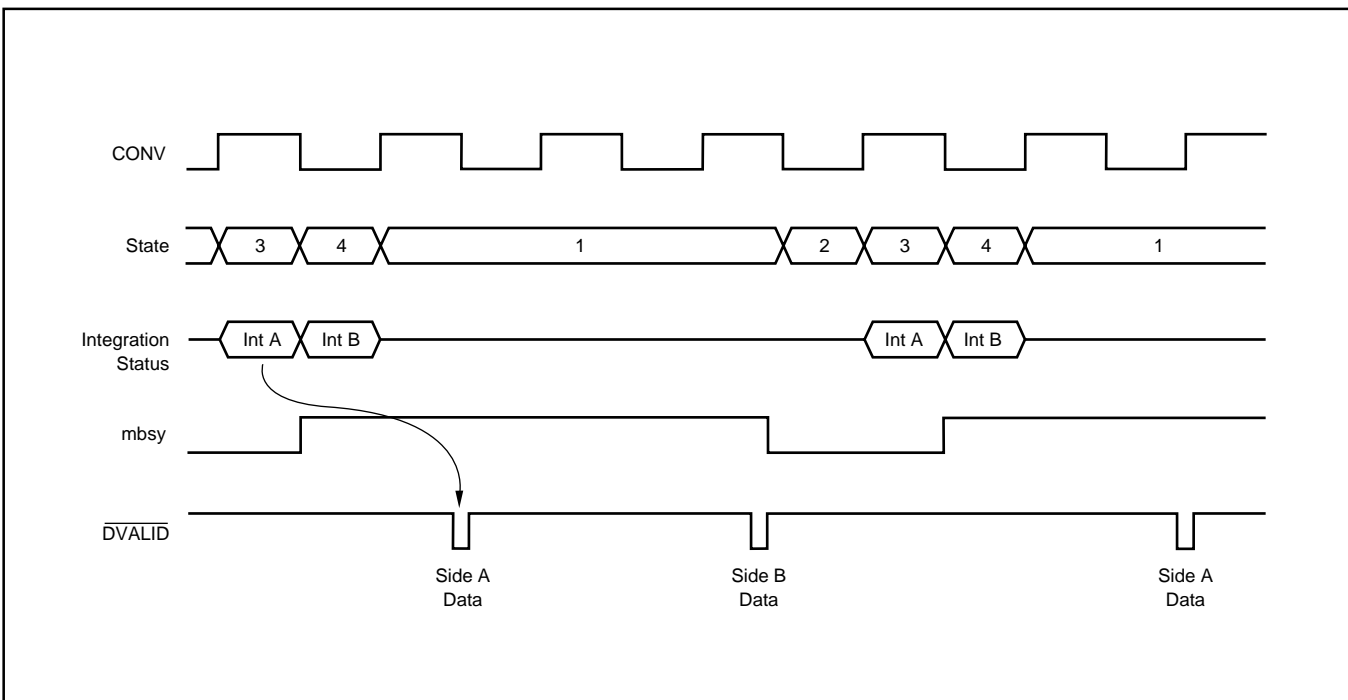 CONV
State
3
4
1
2
3
4
1
Integration
Status
Int A
Int B
Int A
Int B
mbsy
DVALID
Side A
Data
Side B
Data
Side A
Data